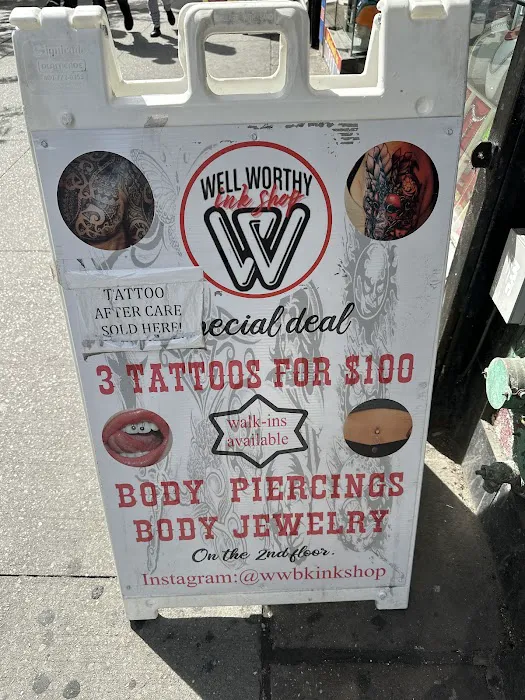 WELL WORTHY
ink shop
W
TATTOO
AFTER CARE
SOLD HERE!
pecial deal
3 TATTOOS FOR $100
walk-ins
available
BODY PIERCINGS
BODY JEWELRY
On the 2nd floor.
Instagram:@wwbkinkshop